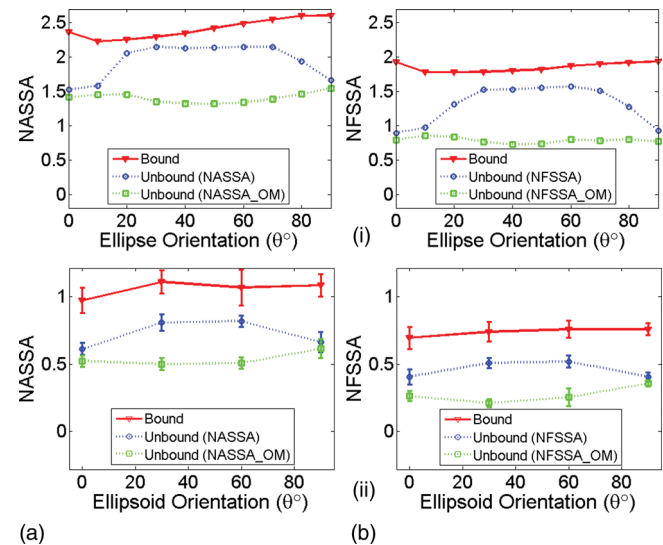 2.5
2
1.5
1
0.5
0
NASSA
Bound
Unbound (NASSA)
Unbound (NASSA_OM)
0 20 40 60 80
Ellipse Orientation (θ°)
2.5
2
1.5
1
0.5
0
NFSSA
Bound
Unbound (NFSSA)
Unbound (NFSSA_OM)
0 20 40 60 80
Ellipse Orientation (θ°)
(i)
1
0.5
0
NASSA
Bound
Unbound (NASSA)
Unbound (NASSA_OM)
0 20 40 60 80
Ellipsoid Orientation (θ°)
1
0.5
0
NFSSA
Bound
Unbound (NFSSA)
Unbound (NFSSA_OM)
0 20 40 60 80
Ellipsoid Orientation (θ°)
(ii)
(a)
(b)